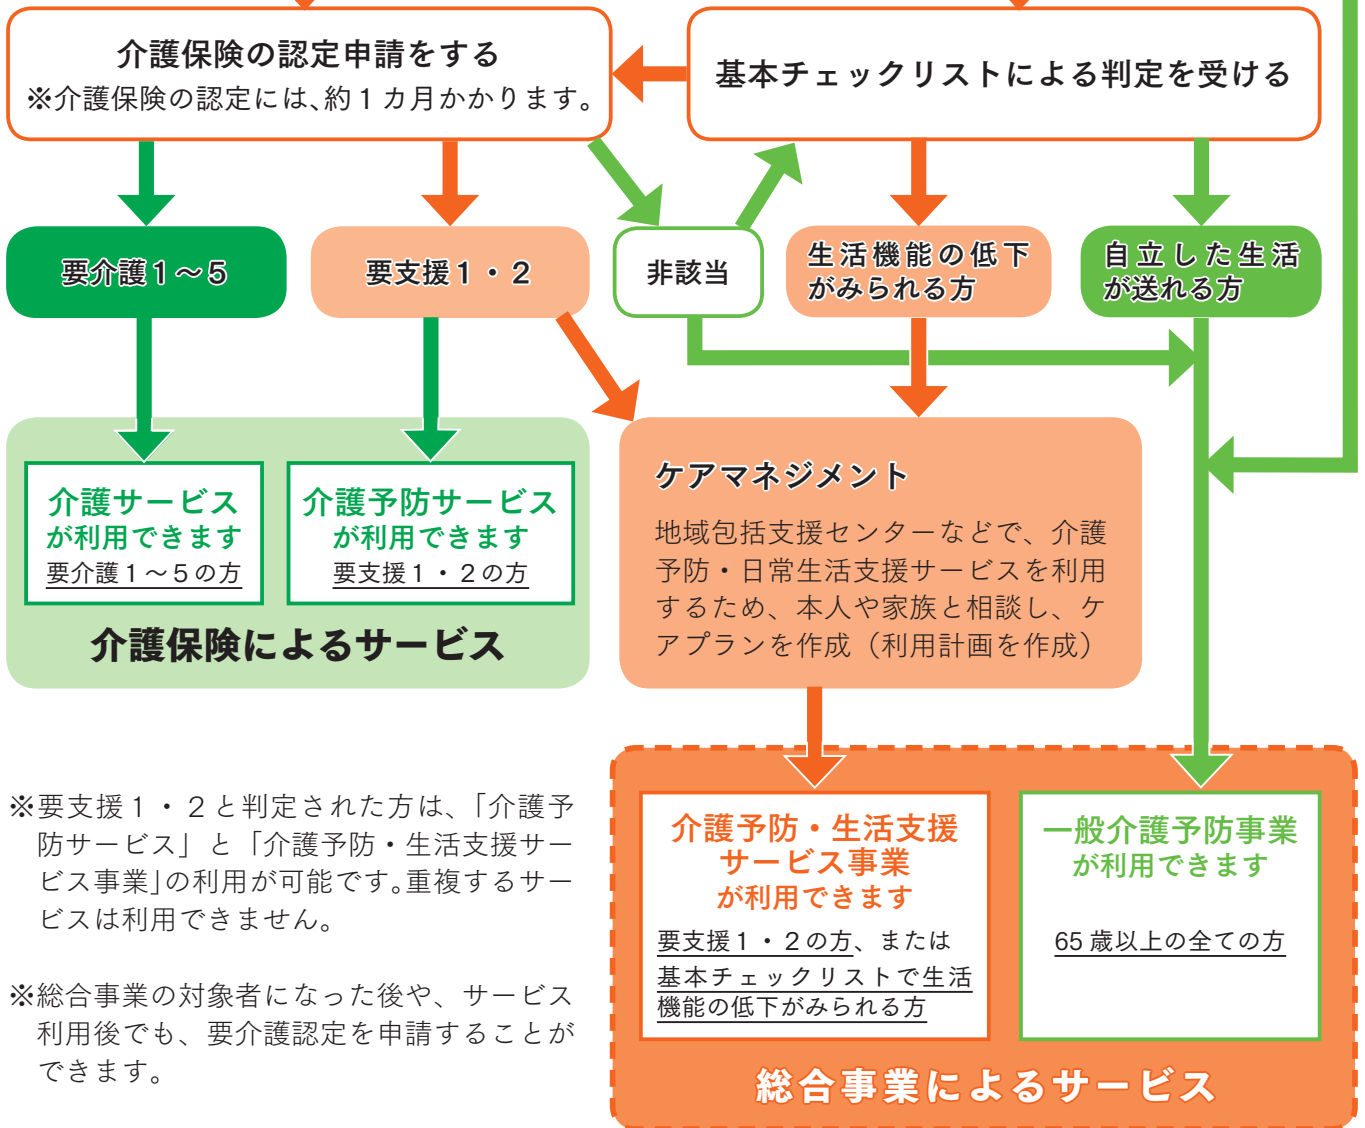 介護保険の認定申請をする
※介護保険の認定には、約１カ月かかります。
基本チェックリストによる判定を受ける
要介護１～５
要支援１・２
非該当
生活機能の低下
がみられる方
自立した生活
が送れる方
介護サービス
が利用できます
要介護１～５の方
介護予防サービス
が利用できます
要支援１・２の方
介護保険によるサービス
ケアマネジメント
地域包括支援センターなどで、介護
予防・日常生活支援サービスを利用
するため、本人や家族と相談し、ケ
アプランを作成（利用計画を作成）
※要支援１・２と判定された方は、「介護予
防サービス」と「介護予防・生活支援サー
ビス事業」の利用が可能です。重複するサー
ビスは利用できません。
※総合事業の対象者になった後や、サービス
利用後でも、要介護認定を申請することが
できます。
介護予防・生活支援
サービス事業
が利用できます
要支援１・２の方、または
基本チェックリストで生活
機能の低下がみられる方
一般介護予防事業
が利用できます
65歳以上の全ての方
総合事業によるサービス